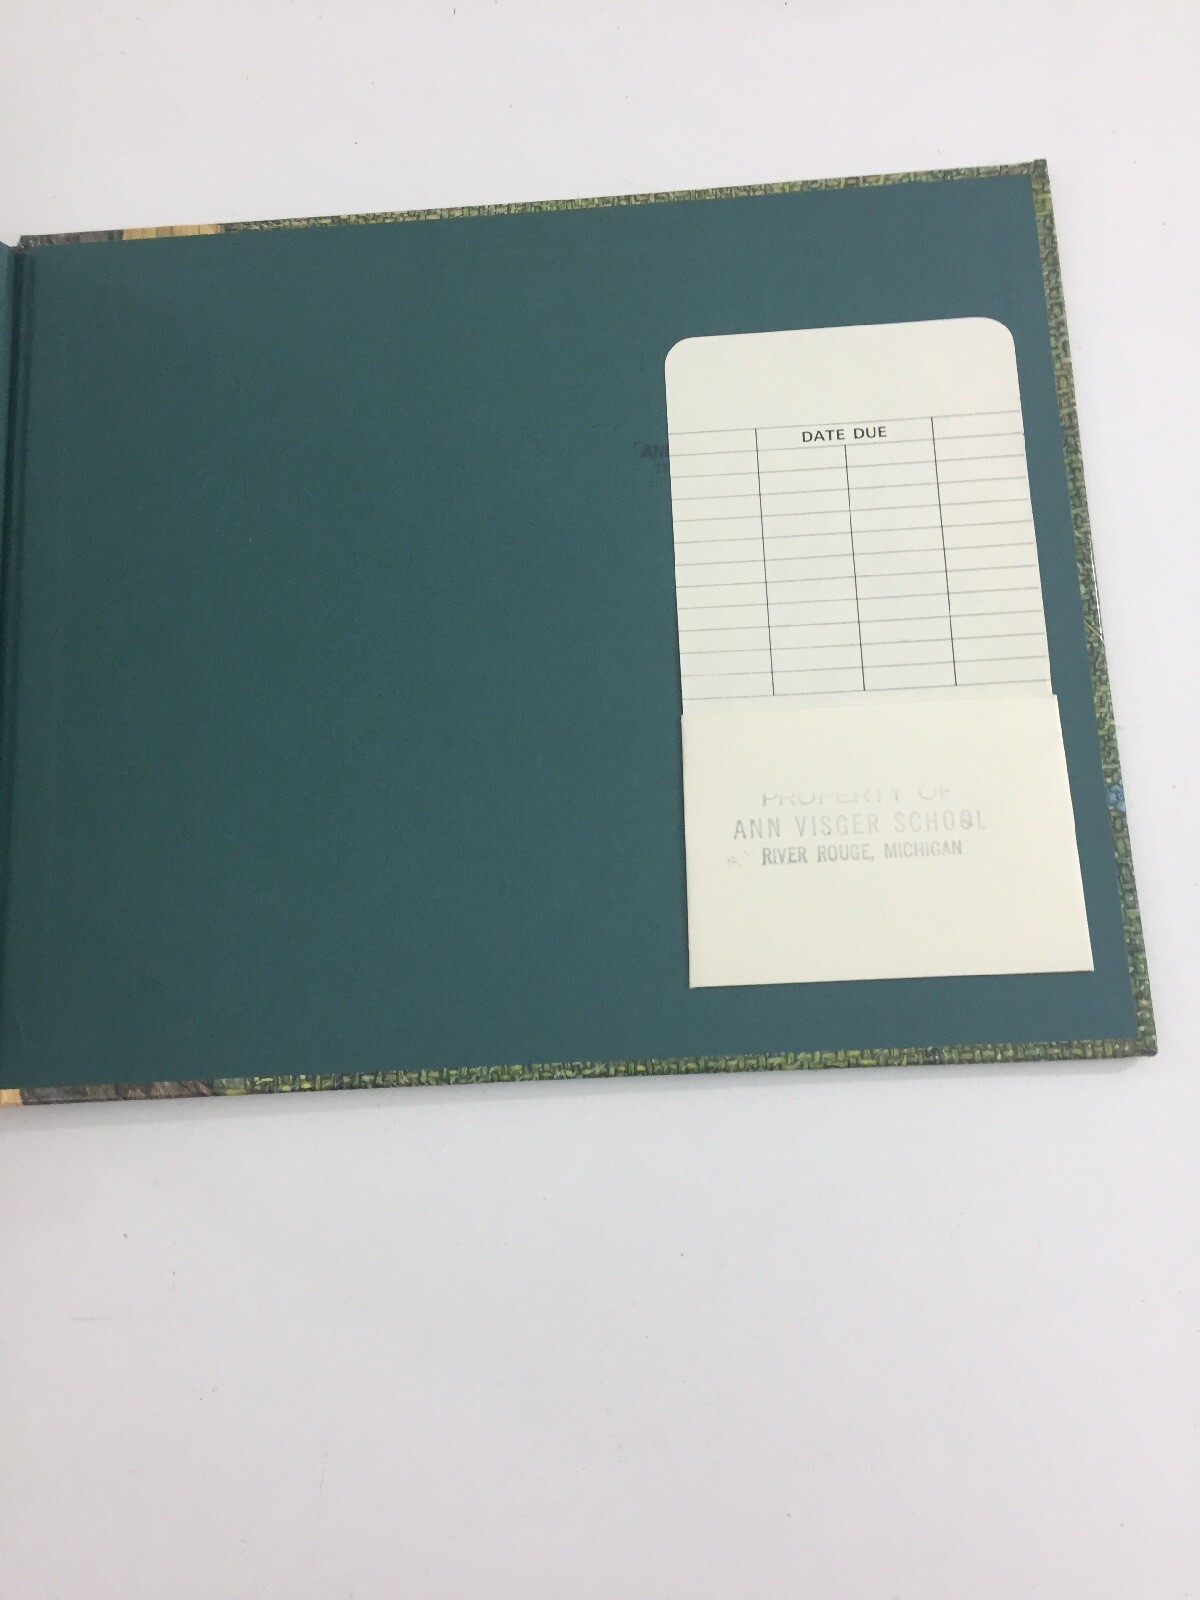 DATE DUE
PROPERTY OF
ANN VISGER SCHOOL
RIVER ROUGE, MICHIGAN